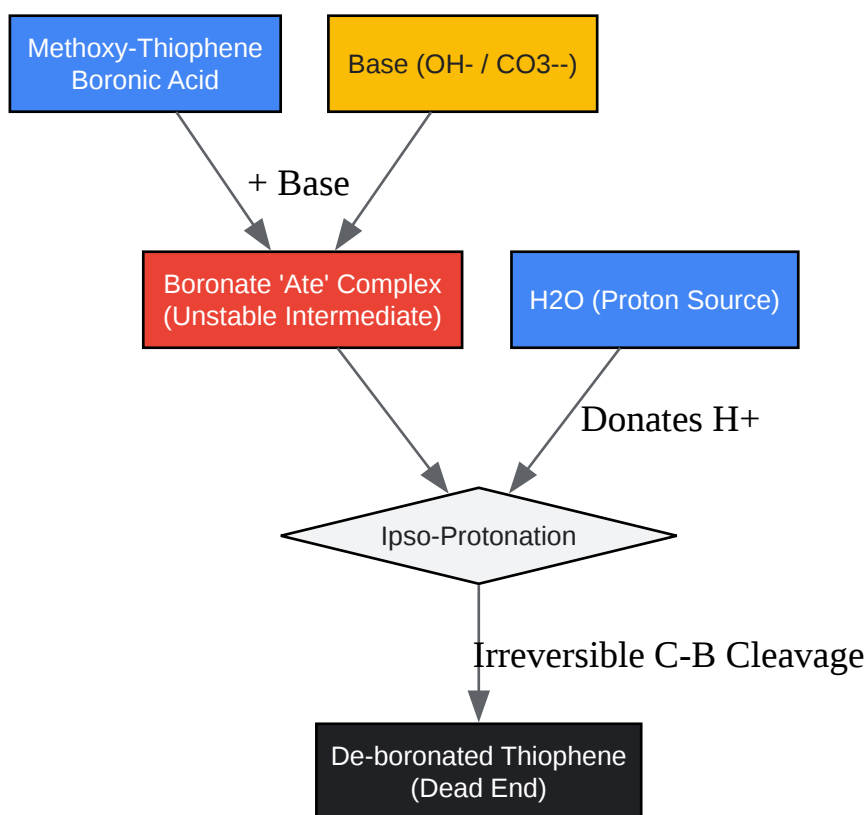 Methoxy-Thiophene
Boronic Acid
Base (OH- / CO3--)
+ Base
Boronate 'Ate' Complex
(Unstable Intermediate)
H2O (Proton Source)
Donates H+
Ipso-Protonation
Irreversible C-B Cleavage
De-boronated Thiophene
(Dead End)